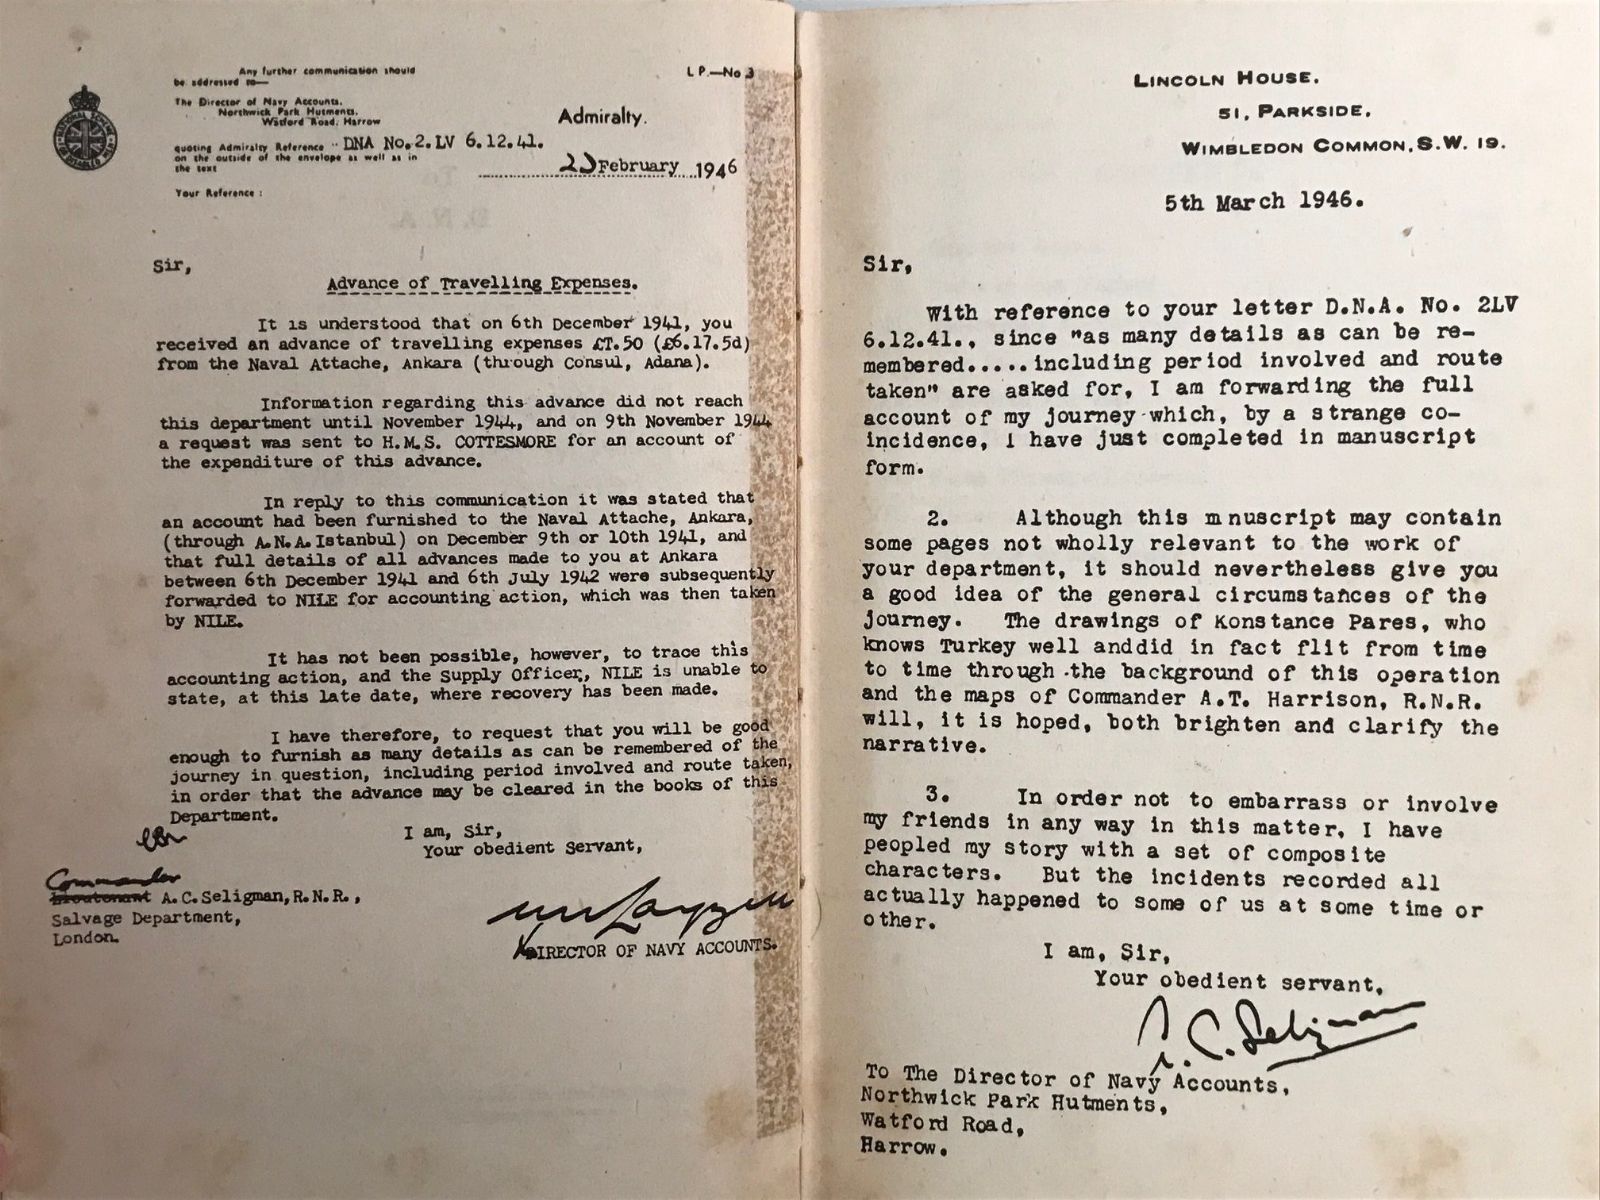 Any further communication should
be addressed to—
The Director of Navy Accounts.
Northwick Park Hutments.
Watford Road. Harrow
quoting Admiralty Reference DNA No.2.LV 6.12.41.
on the outside of the envelope as well as in
the text
Your Reference :
L P.—No 3
Admiralty.
February 1946
Sir,
Advance of Travelling Expenses.
It is understood that on 6th December 1941, you
received an advance of travelling expenses £T.50 (£6.17.5d)
from the Naval Attache, Ankara (through Consul, Adana).
Information regarding this advance did not reach
this department until November 1944, and on 9th November 1944
a request was sent to H.M.S. COTTESMORE for an account of
the expenditure of this advance.
In reply to this communication it was stated that
an account had been furnished to the Naval Attache, Ankara,
(through A.N.A. Istanbul) on December 9th or 10th 1941, and
that full details of all advances made to you at Ankara
between 6th December 1941 and 6th July 1942 were subsequently
forwarded to NILE for accounting action, which was then taken
by NILE.
It has not been possible, however, to trace this
accounting action, and the Supply Officer, NILE is unable to
state, at this late date, where recovery has been made.
I have therefore, to request that you will be good
enough to furnish as many details as can be remembered of the
journey in question, including period involved and route taken,
in order that the advance may be cleared in the books of this
Department.
I am, Sir,
Your obedient Servant,
Commander
Lieutenant A.C.Seligman, R.N.R.,
Salvage Department,
London.
DIRECTOR OF NAVY ACCOUNTS.
LINCOLN HOUSE.
51, PARKSIDE,
WIMBLEDON COMMON, S.W. 19.
5th March 1946.
Sir,
With reference to your letter D.N.A. No. 2LV
6.12.41., since "as many details as can be re-
membered.....including period involved and route
taken" are asked for, I am forwarding the full
account of my journey which, by a strange co-
incidence, I have just completed in manuscript
form.
2. Although this m nuscript may contain
some pages not wholly relevant to the work of
your department, it should nevertheless give you
a good idea of the general circumstances of the
journey. The drawings of Konstance Pares, who
knows Turkey well anddid in fact flit from time
to time through the background of this operation
and the maps of Commander A.T. Harrison, R.N.R.
will, it is hoped, both brighten and clarify the
narrative.
3. In order not to embarrass or involve
my friends in any way in this matter, I have
peopled my story with a set of composite
characters. But the incidents recorded all
actually happened to some of us at some time or
other.
I am, Sir,
Your obedient servant,
A. C. Seligman
To The Director of Navy Accounts,
Northwick Park Hutments,
Watford Road,
Harrow.